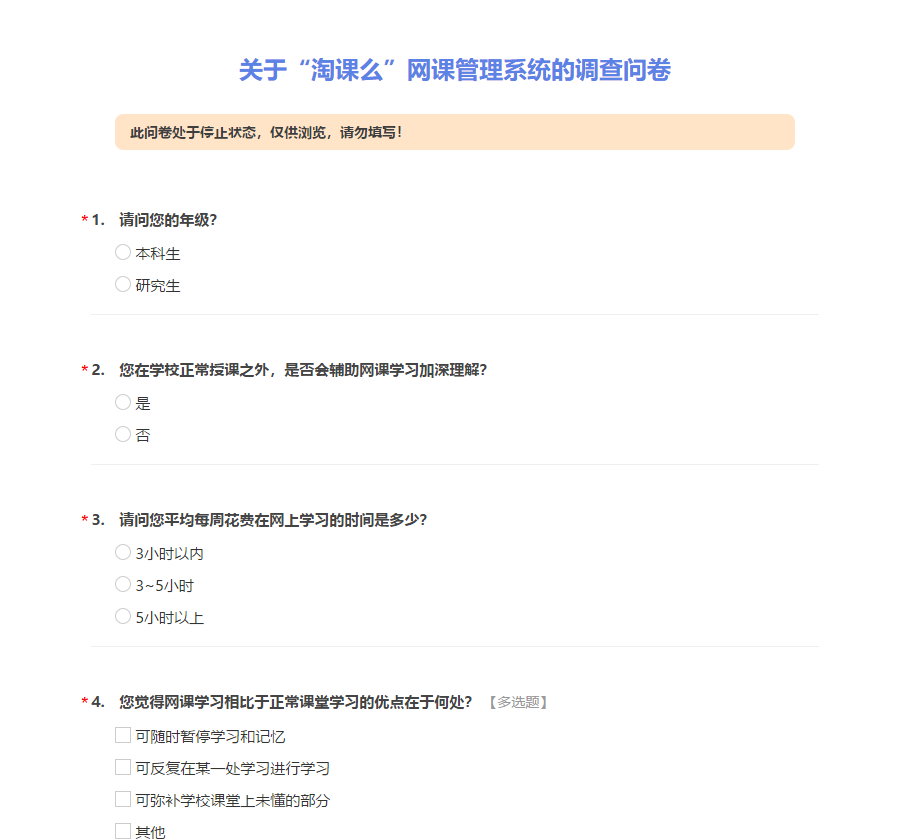 关于“淘课么”网课管理系统的调查问卷
此问卷处于停止状态，仅供浏览，请勿填写！
*1. 请问您的年级？
本科生
研究生
*2. 您在学校正常授课之外，是否会辅助网课学习加深理解？
是
否
*3. 请问您平均每周花费在网上学习的时间是多少？
3小时以内
3~5小时
5小时以上
*4. 您觉得网课学习相比于正常课堂学习的优点在于何处？ 【多选题】
可随时暂停学习和记忆
可反复在某一处学习进行学习
可弥补学校课堂上未懂的部分
其他